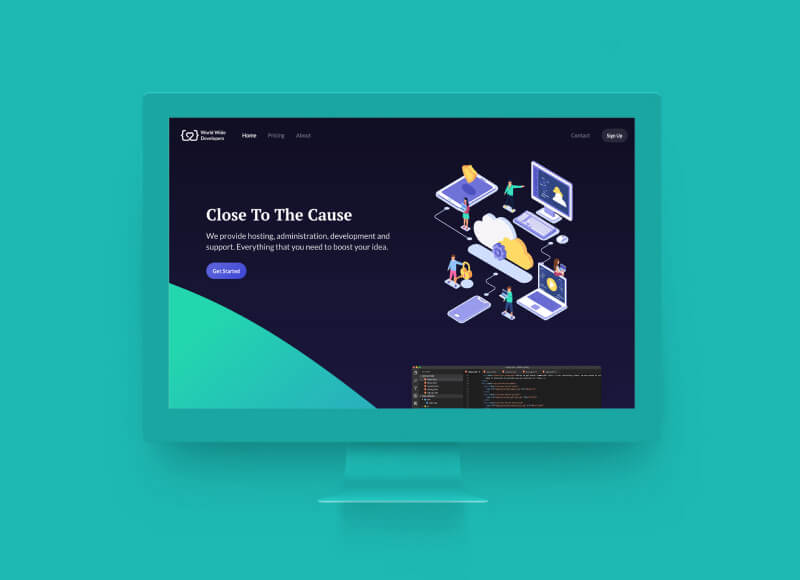 World Wide
Developers
Home
Pricing
About
Contact
Sign Up
Close To The Cause
We provide hosting, administration, development and
support. Everything that you need to boost your idea.
Get Started